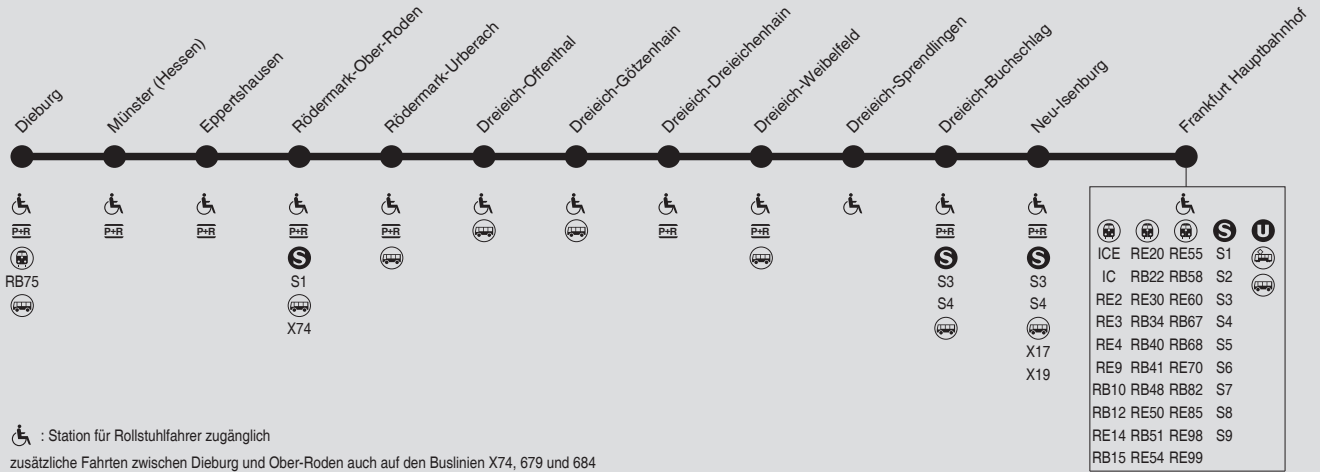 Dieburg
Münster (Hessen)
Eppertshausen
Rödermark-Ober-Roden
Rödermark-Urberach
Dreieich-Offenthal
Dreieich-Götzenhain
Dreieich-Dreieichenhain
Dreieich-Weibelfeld
Dreieich-Sprendlingen
Dreieich-Buchschlag
Neu-Isenburg
Frankfurt Hauptbahnhof
P+R
RB75
P+R
P+R
P+R
S
S1
X74
P+R
P+R
P+R
P+R
S
S3
S4
P+R
S
S3
S4
X17
X19
S U
ICE RE20 RE55 S1
IC RB22 RB58 S2
RE2 RE30 RE60 S3
RE3 RB34 RB67 S4
RE4 RB40 RB68 S5
RE9 RB41 RE70 S6
RB10 RB48 RB82 S7
RB12 RE50 RE85 S8
RE14 RB51 RE98 S9
RB15 RE54 RE99
: Station für Rollstuhlfahrer zugänglich
zusätzliche Fahrten zwischen Dieburg und Ober-Roden auch auf den Buslinien X74, 679 und 684